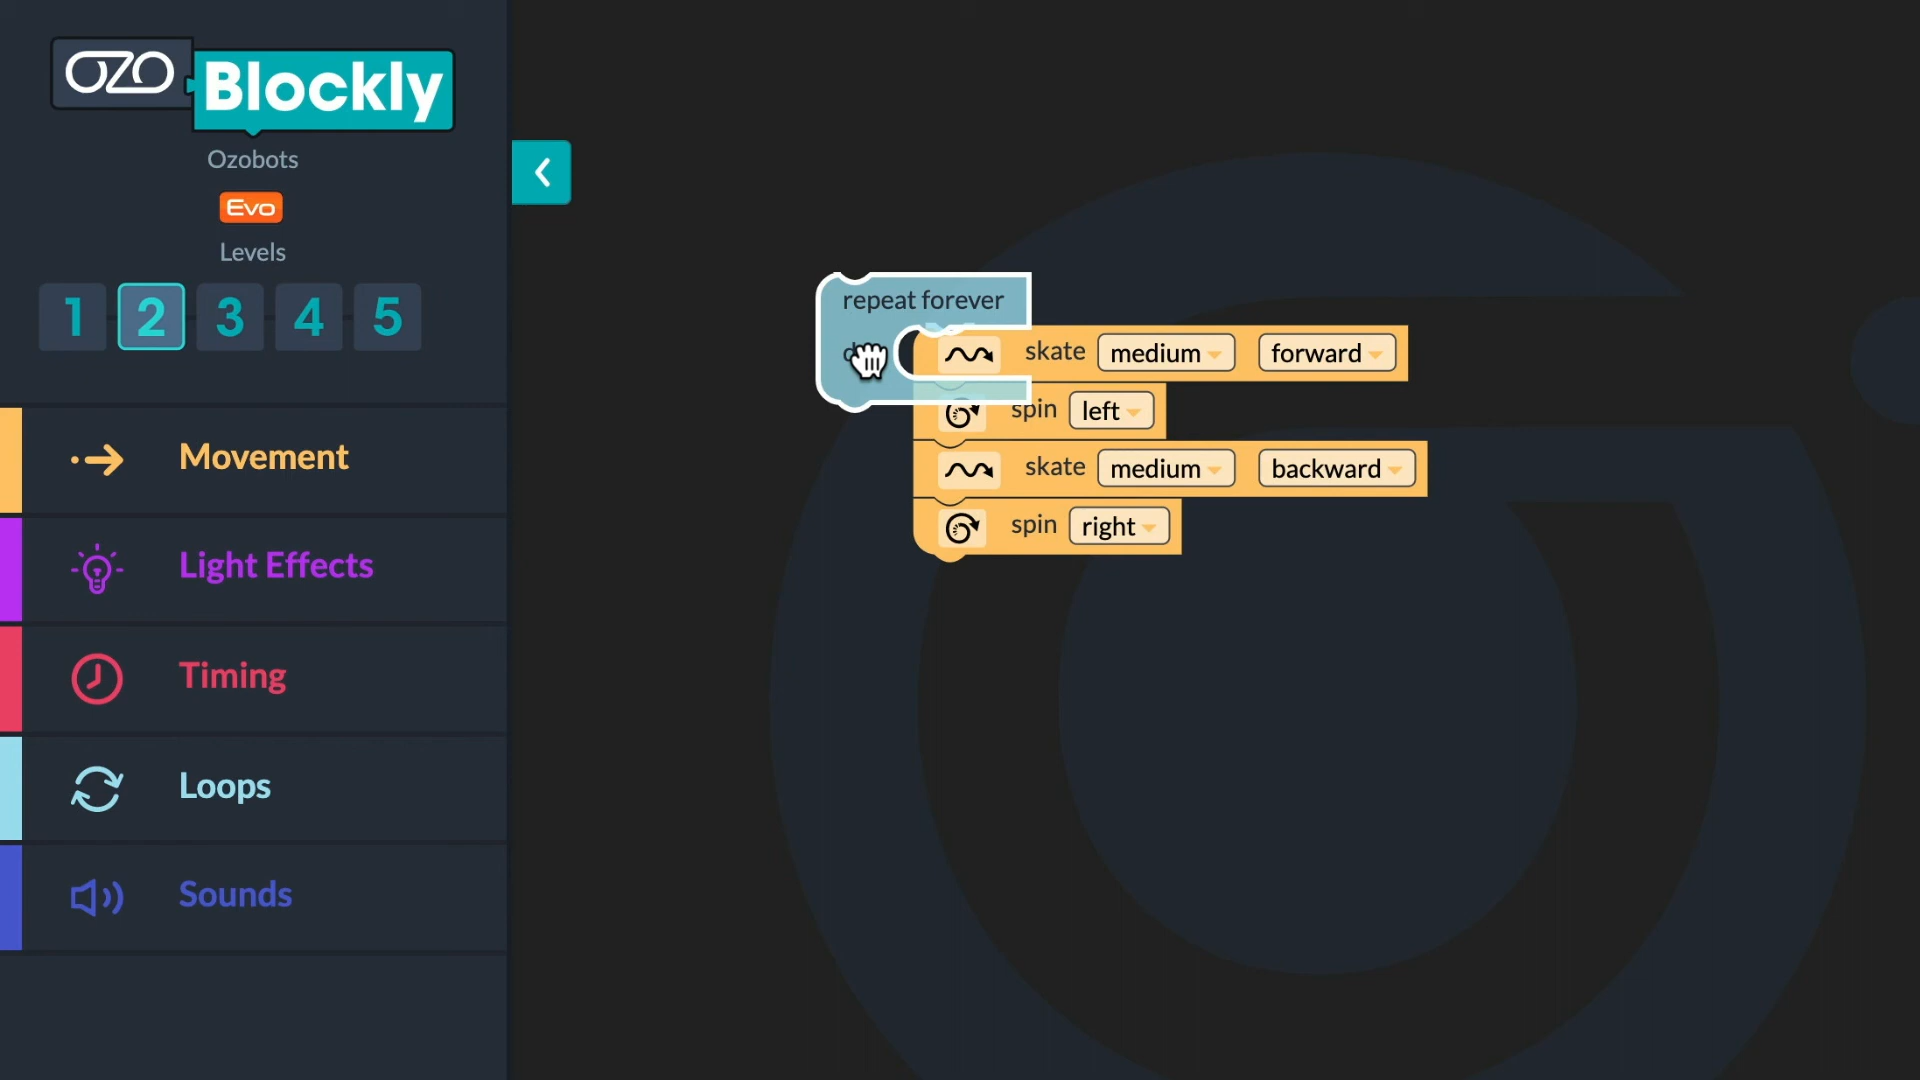 OZO Blockly
Ozobots
Evo
Levels
1 2 3 4 5
Movement
Light Effects
Timing
Loops
Sounds
repeat forever
skate medium forward
spin left
skate medium backward
spin right